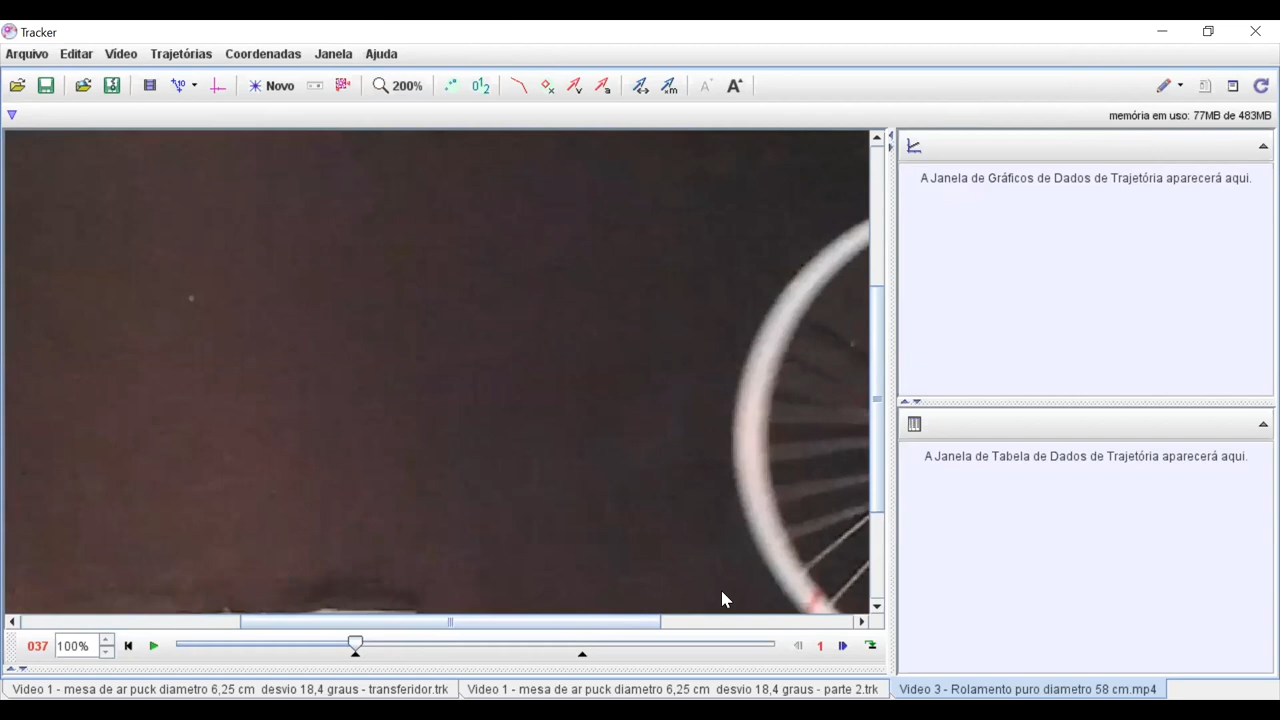 Tracker
Arquivo Editar Vídeo Trajetórias Coordenadas Janela Ajuda
Novo 200%
memória em uso: 77MB de 483MB
A Janela de Gráficos de Dados de Trajetória aparecerá aqui.
A Janela de Tabela de Dados de Trajetória aparecerá aqui.
037 100% 1
Video 1 - mesa de ar puck diametro 6,25 cm desvio 18,4 graus - transferidor.trk Video 1 - mesa de ar puck diametro 6,25 cm desvio 18,4 graus - parte 2.trk Video 3 - Rolamento puro diametro 58 cm.mp4